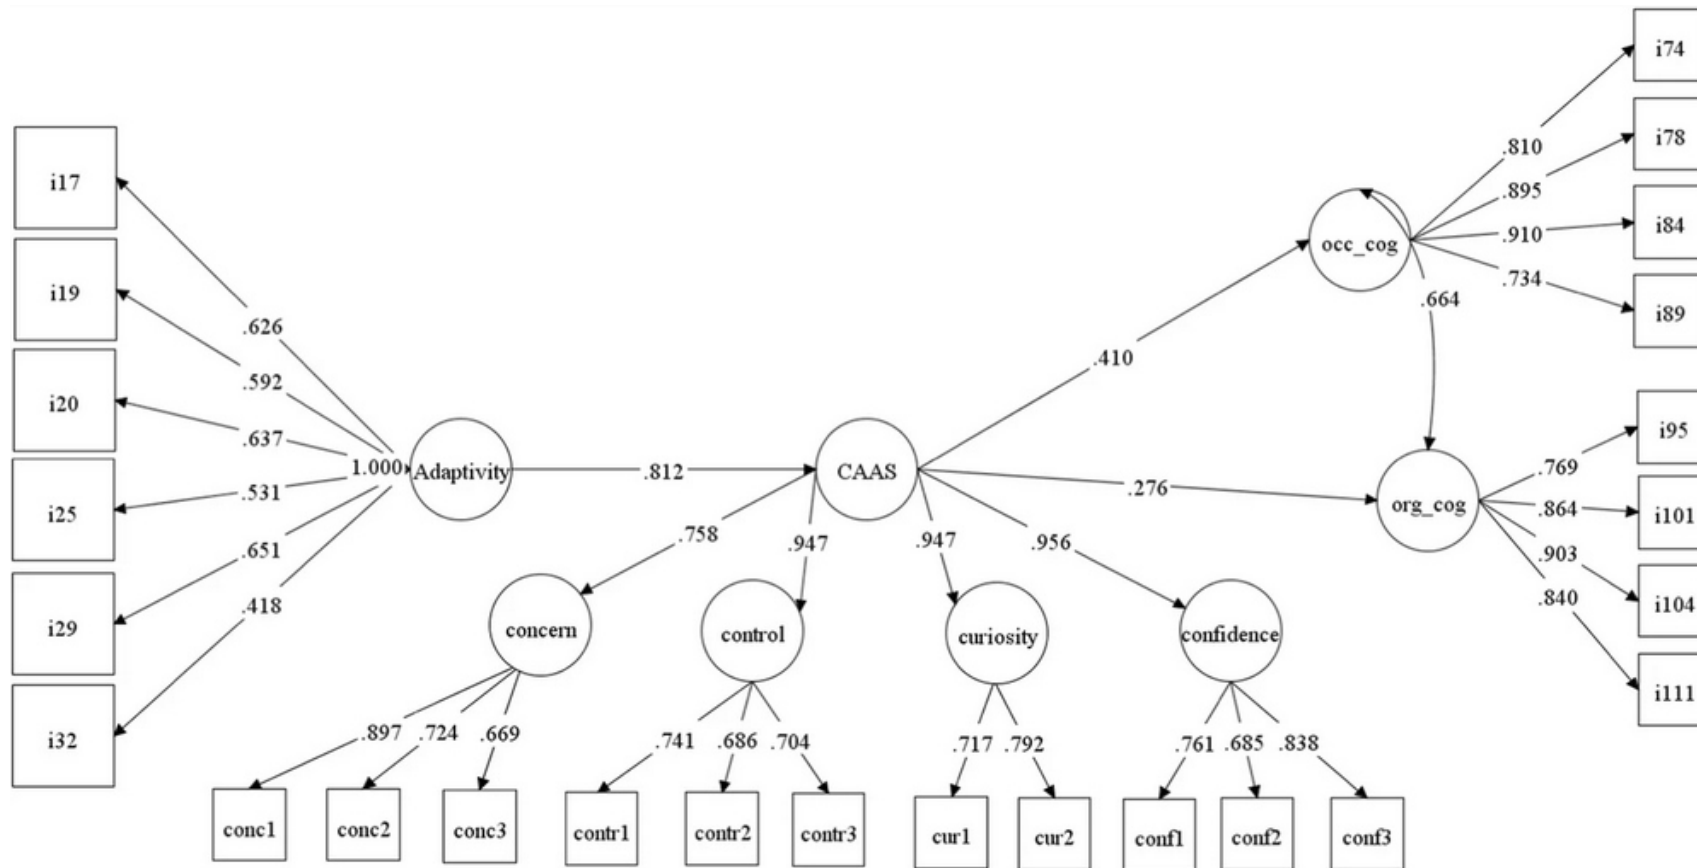 i74
i78
.810
i17
.895
i84
occ_cog
.910
i19
.734
.664
i89
.626
.410
.592
i20
i95
.637
.769
1.000
Adaptivity
.812
CAAS
.276
org_cog
.864
i101
.531
i25
.758
.947
.947
.956
.651
.903
.840
i104
.418
i29
concern
control
curiosity
confidence
i111
i32
.897
.724
.669
.741
.686
.704
.717
.792
.761
.685
.838
conc1
conc2
conc3
contr1
contr2
contr3
cur1
cur2
conf1
conf2
conf3